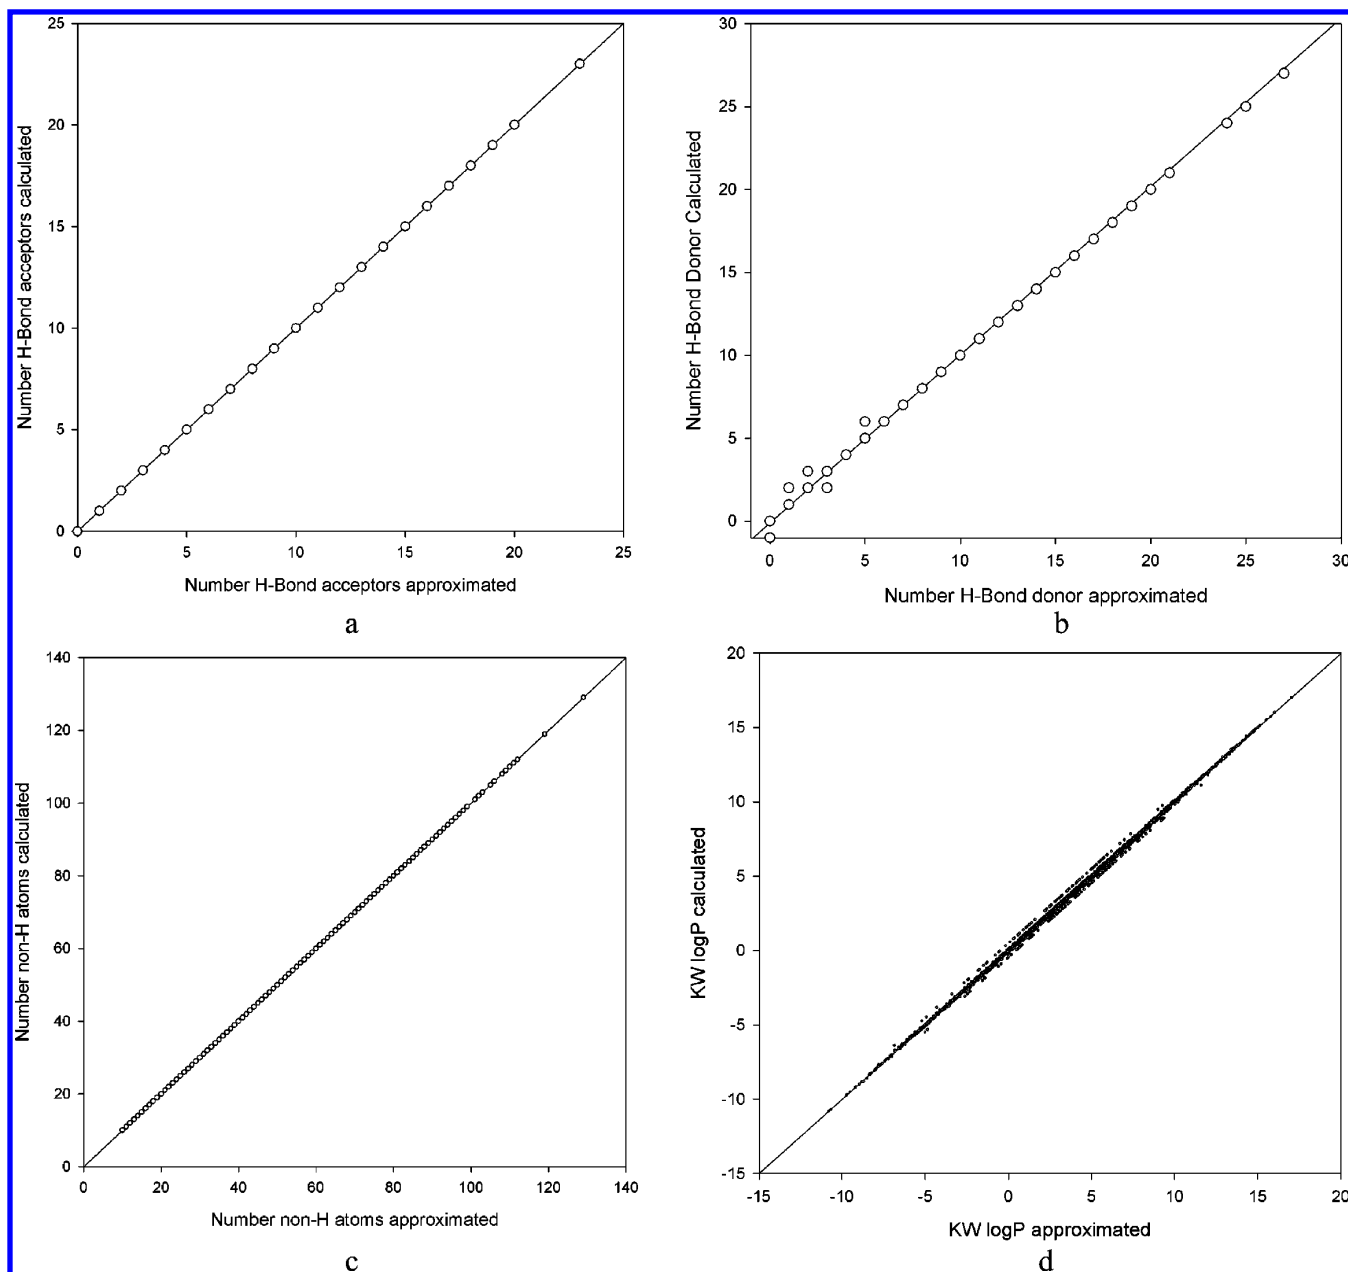 25
20
15
10
5
0
0 5 10 15 20 25
Number H-Bond acceptors calculated
Number H-Bond acceptors approximated
a
30
25
20
15
10
5
0
0 5 10 15 20 25 30
Number H-Bond Donor Calculated
Number H-Bond donor approximated
b
140
120
100
80
60
40
20
0
0 20 40 60 80 100 120 140
Number non-H atoms calculated
Number non-H atoms approximated
c
20
15
10
5
0
-5
-10
-15
-15 -10 -5 0 5 10 15 20
KW logP calculated
KW logP approximated
d